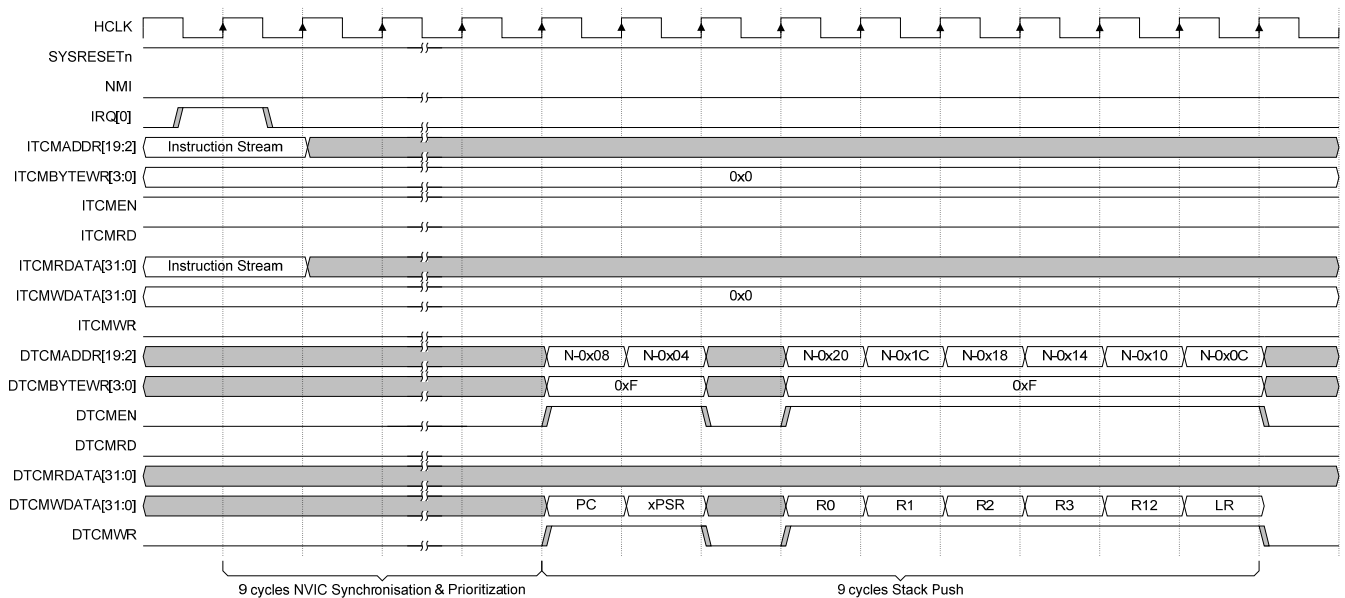 HCLK
SYSRESETn
NMI
IRQ[0]
ITCMADDR[19:2] Instruction Stream
ITCMBYTEWR[3:0] 0x0
ITCMEN
ITCMRD
ITCMRDATA[31:0] Instruction Stream
ITCMWDATA[31:0] 0x0
ITCMWR
DTCMADDR[19:2] N-0x08 N-0x04 N-0x20 N-0x1C N-0x18 N-0x14 N-0x10 N-0x0C
DTCMBYTEWR[3:0] 0xF 0xF
DTCMEN
DTCMRD
DTCMRDATA[31:0]
DTCMWDATA[31:0] PC xPSR R0 R1 R2 R3 R12 LR
DTCMWR
9 cycles NVIC Synchronisation & Prioritization 9 cycles Stack Push